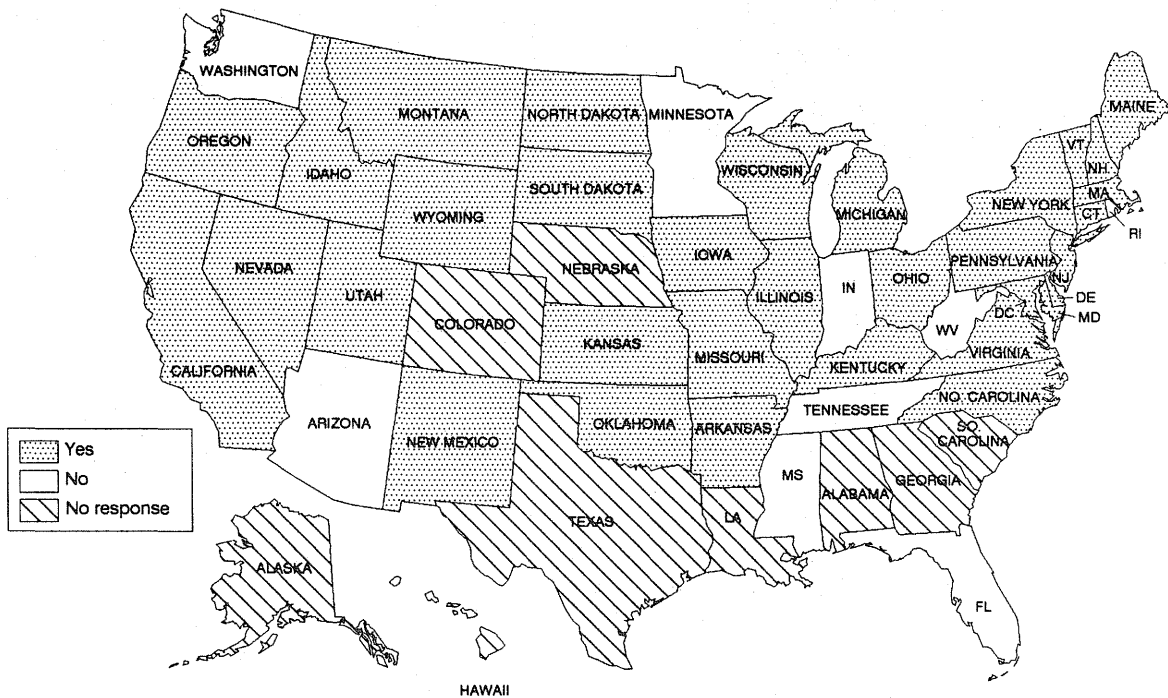 WASHINGTON
MONTANA
NORTH DAKOTA
MINNESOTA
MAINE
OREGON
IDAHO
WISCONSIN
VT
NH
SOUTH DAKOTA
WYOMING
MICHIGAN
NEW YORK
MA
CT
RI
IOWA
NEVADA
NEBRASKA
PENNSYLVANIA
OHIO
NJ
UTAH
ILLINOIS
IN
DE
DC
MD
COLORADO
WV
KANSAS
MISSOURI
VIRGINIA
CALIFORNIA
KENTUCKY
NO. CAROLINA
TENNESSEE
ARIZONA
OKLAHOMA
ARKANSAS
NEW MEXICO
SO.
CAROLINA
Yes
No
No response
MS
GEORGIA
ALABAMA
TEXAS
LA
ALASKA
FL
HAWAII